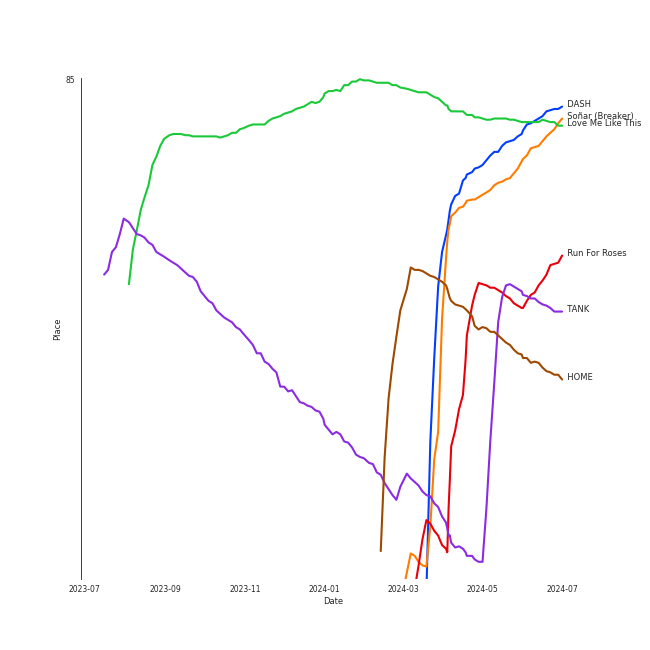 85
DASH
Soñar (Breaker)
Love Me Like This
Run For Roses
TANK
HOME
Place
2023-07 2023-09 2023-11 2024-01 2024-03 2024-05 2024-07
Date